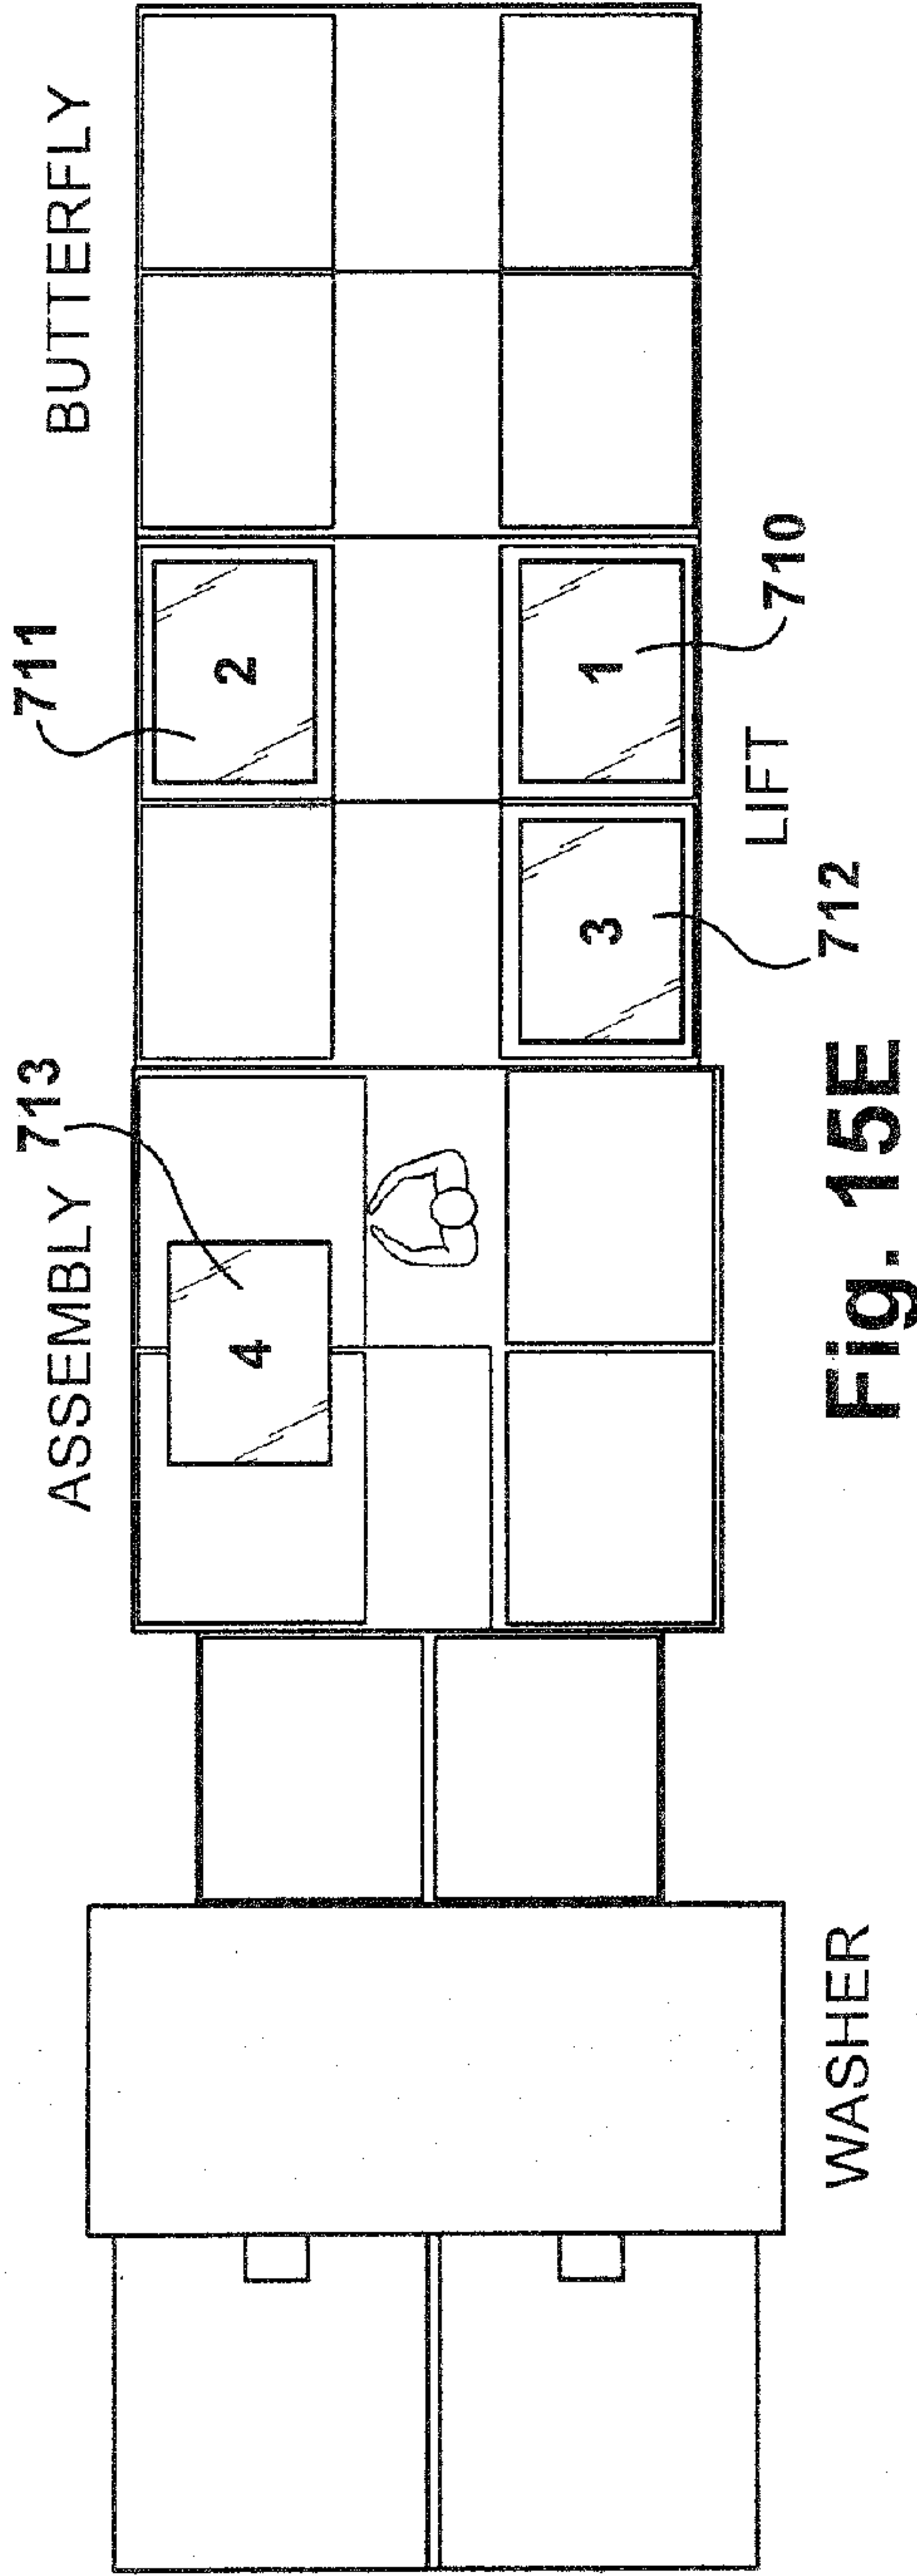 BUTTERFLY
711
2
1
710
LIFT
3
712
ASSEMBLY
713
4
WASHER
Fig. 15E